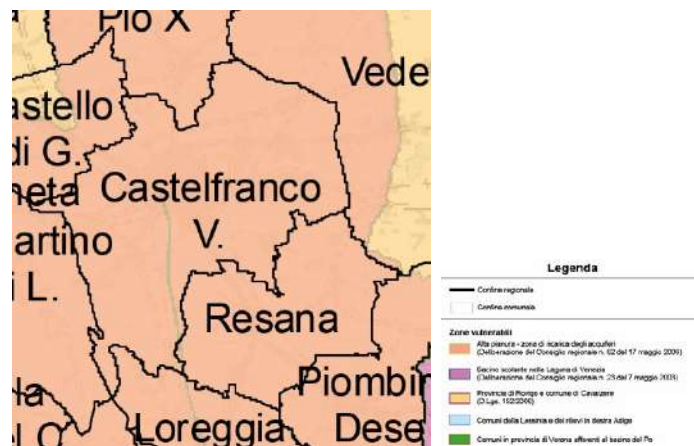 Pio X
Vede
astello
di G.
neta
Castelfranco
V.
artino
i L.
Resana
la
Piombin
Loreggia
Dese
Legenda
Confine regionale
Confine comunale
Zone vulnerabili
Alta pianura - zona di ricarica degli acquiferi
(Deliberazione del Consiglio regionale n. 62 del 17 maggio 2006)
Bacino scolante nella Laguna di Venezia
(Deliberazione del Consiglio regionale n. 23 del 7 maggio 2003)
Provincia di Rovigo e comune di Cavarzere
(D.Lgs. 152/2006)
Comuni della Lessinia e dei rilievi in destra Adige
Comuni in provincia di Verona afferenti al bacino del Po